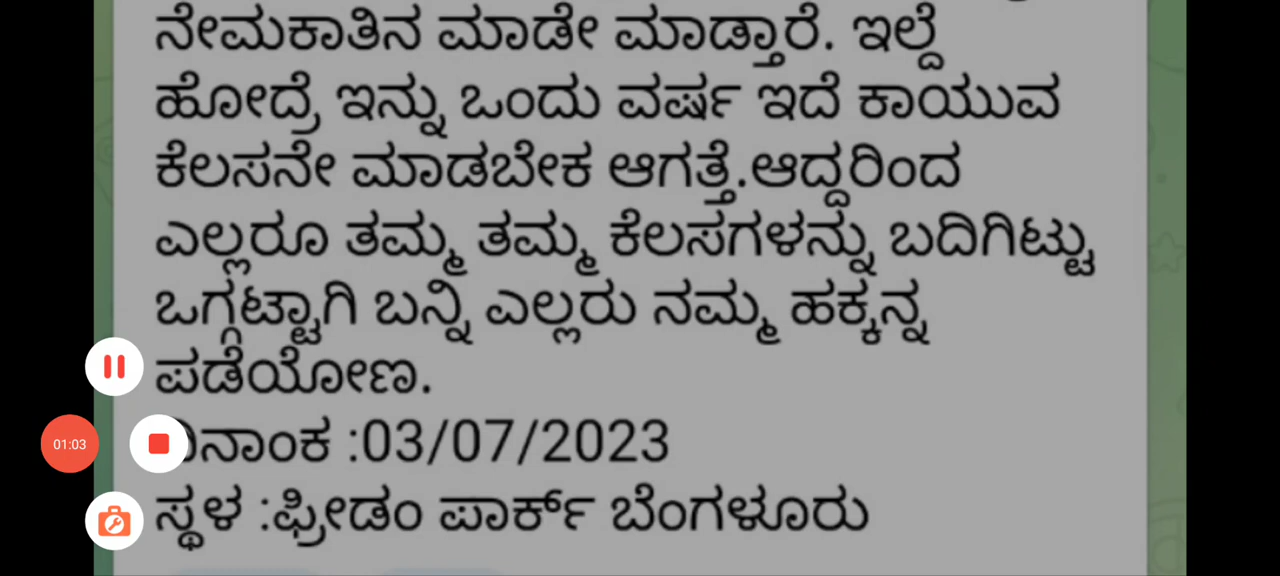 ನೇಮಕಾತಿನ ಮಾಡೇ ಮಾಡ್ತಾರೆ. ಇಲ್ದೆ
ಹೋದ್ರೆ ಇನ್ನು ಒಂದು ವರ್ಷ ಇದೆ ಕಾಯುವ
ಕೆಲಸನೇ ಮಾಡಬೇಕ ಆಗತ್ತೆ.ಆದ್ದರಿಂದ
ಎಲ್ಲರೂ ತಮ್ಮ ತಮ್ಮ ಕೆಲಸಗಳನ್ನು ಬದಿಗಿಟ್ಟು
ಒಗ್ಗಟ್ಟಾಗಿ ಬನ್ನಿ ಎಲ್ಲರು ನಮ್ಮ ಹಕ್ಕನ್ನ
ಪಡೆಯೋಣ.
01:03 ದಿನಾಂಕ :03/07/2023
ಸ್ಥಳ :ಫ್ರೀಡಂ ಪಾರ್ಕ್ ಬೆಂಗಳೂರು